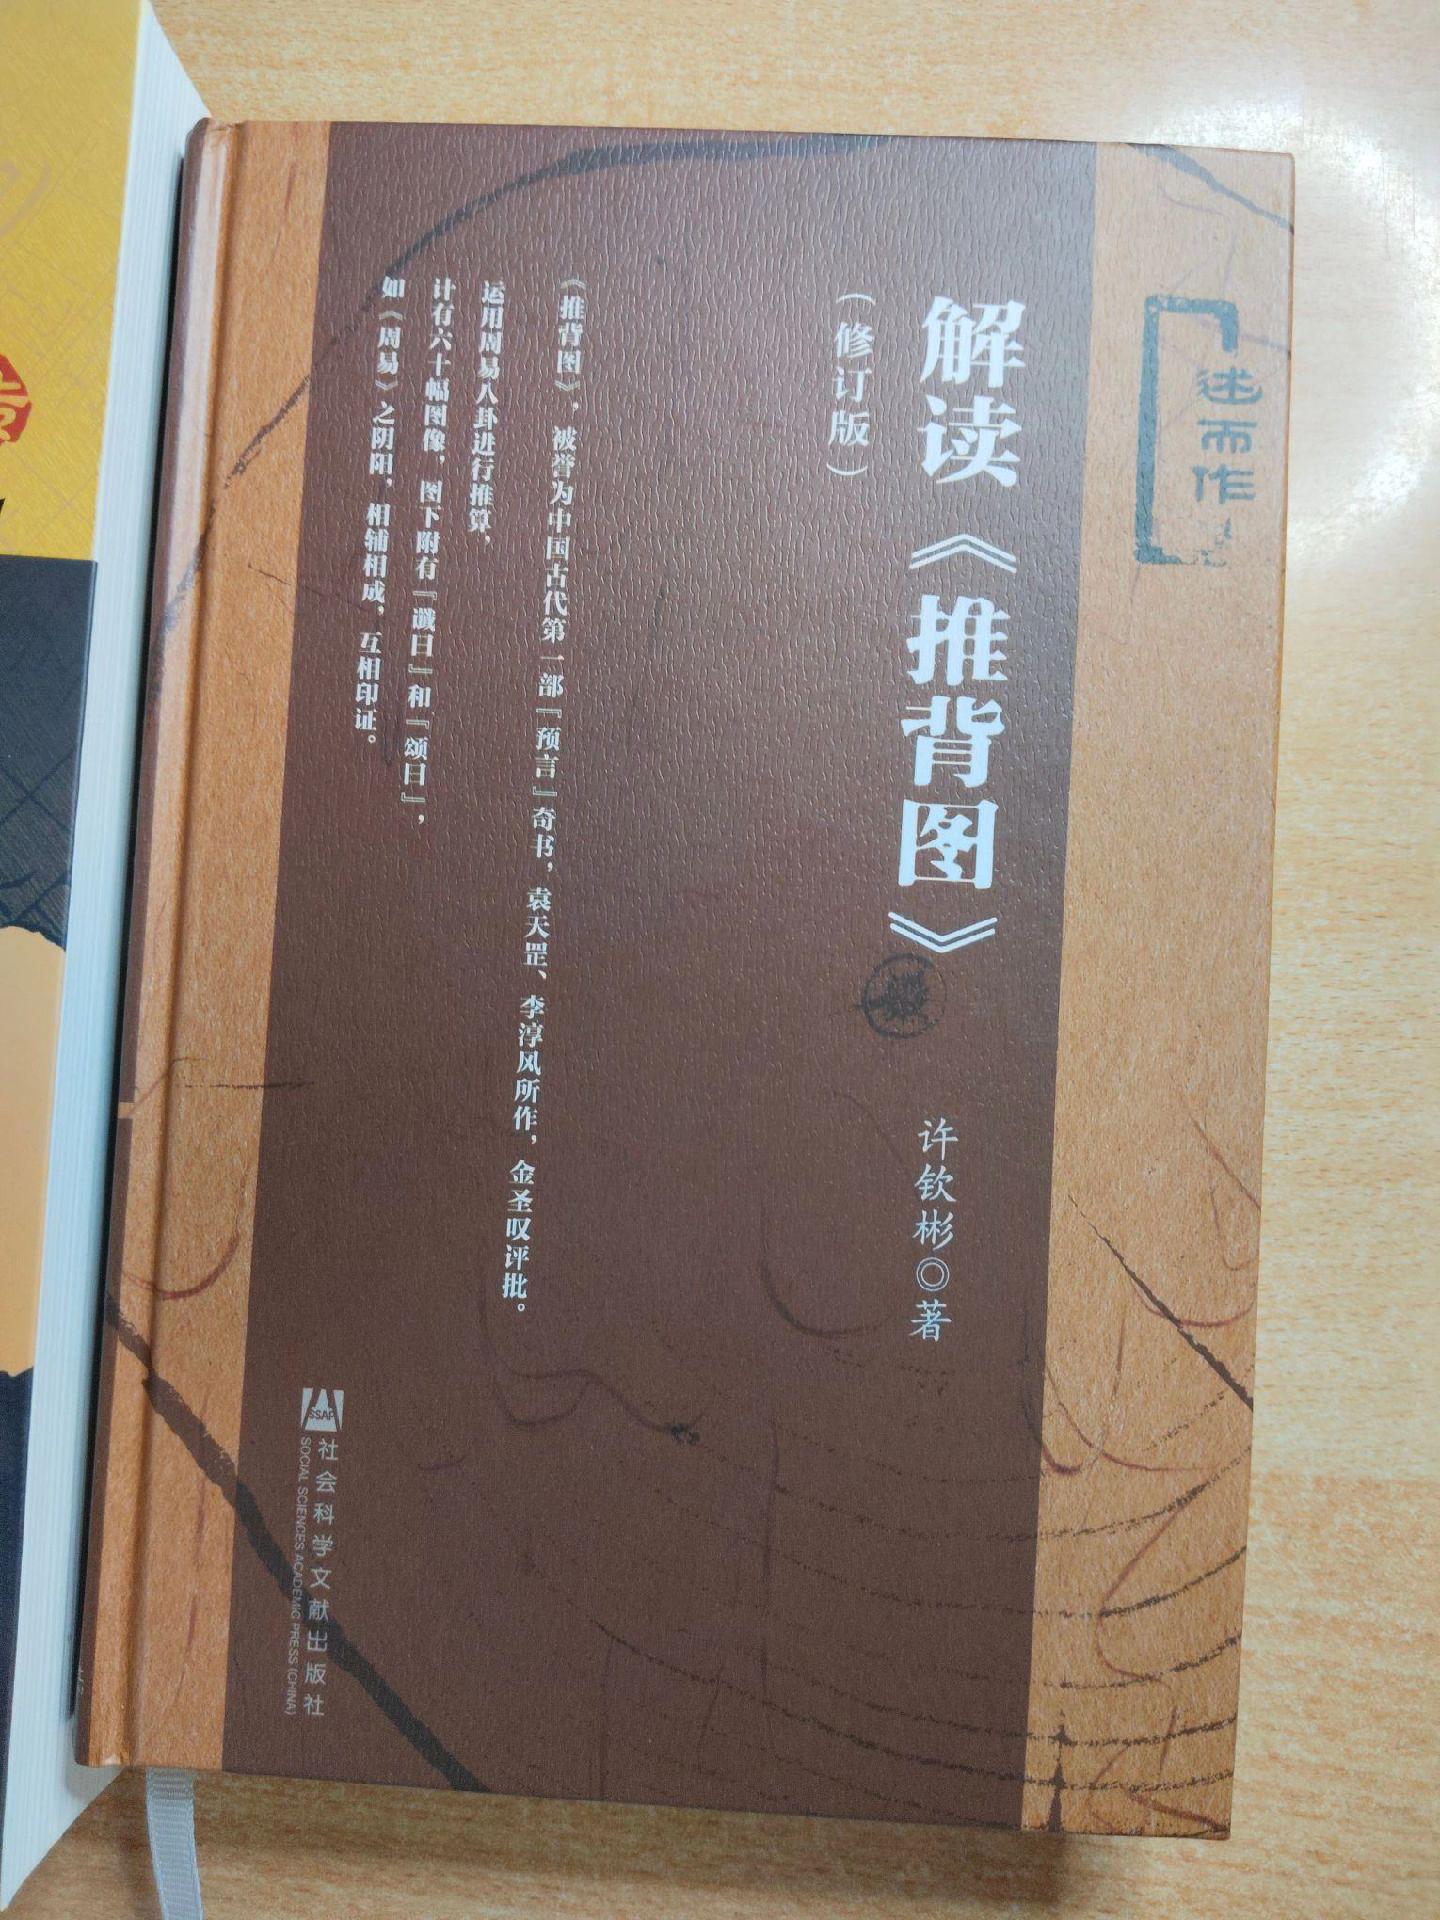 述而作
解读《推背图》
（修订版）
许钦彬◎著
《推背图》，被誉为中国古代第一部『预言』奇书，袁天罡、李淳风所作，金圣叹评批。
运用周易八卦进行推算，
计有六十幅图像，图下附有『谶曰』和『颂曰』，
如《周易》之阴阳，相辅相成，互相印证。
SSAP
社会科学文献出版社
SOCIAL SCIENCES ACADEMIC PRESS (CHINA)